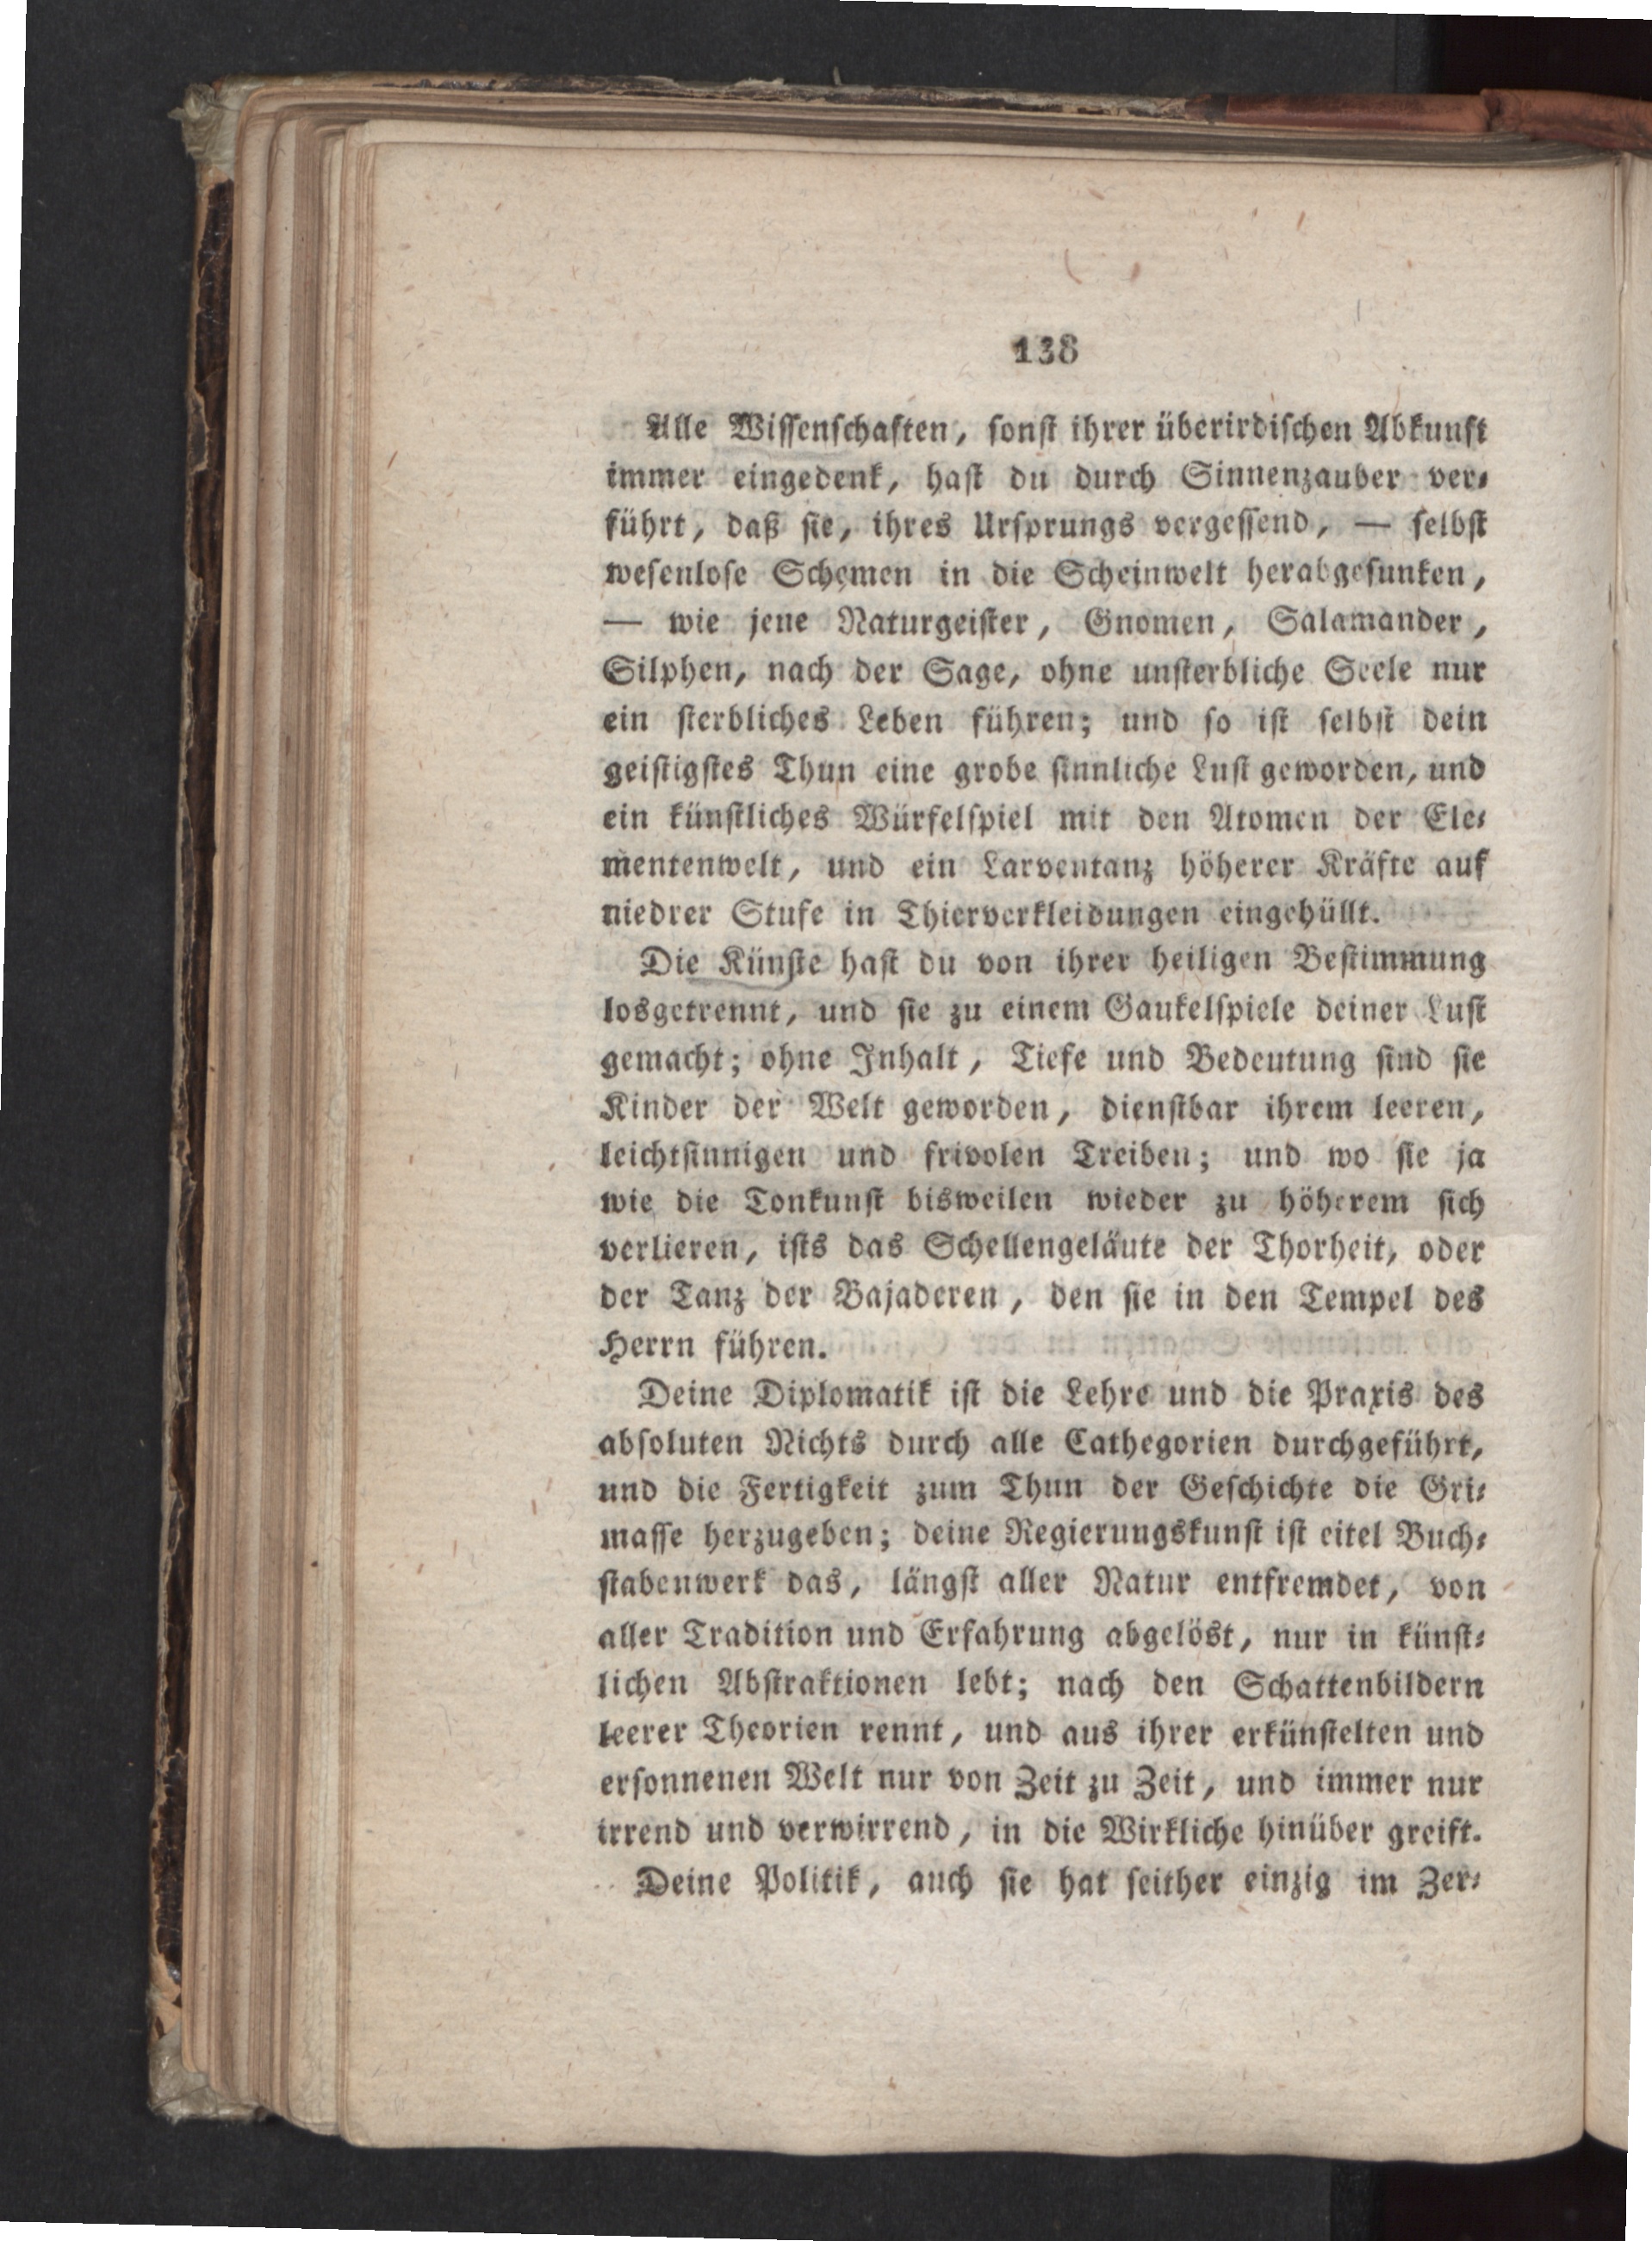 138
Alle Wiſſenſchaften, ſonſt ihrer überirdiſchen Abkunft
immer eingedenk, haſt du durch Sinnenzauber ver⸗
führt, daß ſie, ihres Urſprungs vergeſſend, — ſelbſt
weſenloſe Schemen in die Scheinwelt herabgeſunken,
— wie jene Naturgeiſter, Gnomen, Salamander,
Silphen, nach der Sage, ohne unſterbliche Seele nur
ein ſterbliches Leben führen; und ſo iſt ſelbſt dein
geiſtigſtes Thun eine grobe ſinnliche Luſt geworden, und
ein künſtliches Würfelſpiel mit den Atomen der Ele⸗
mentenwelt, und ein Larventanz höherer Kräfte auf
niedrer Stufe in Thierverkleidungen eingehüllt.
Die Künſte haſt du von ihrer heiligen Beſtimmung
losgetrennt, und ſie zu einem Gaukelſpiele deiner Luſt
gemacht; ohne Inhalt, Tiefe und Bedeutung ſind ſie
Kinder der Welt geworden, dienſtbar ihrem leeren,
leichtſinnigen und frivolen Treiben; und wo ſie ja
wie die Tonkunſt bisweilen wieder zu höherem ſich
verlieren, iſts das Schellengeläute der Thorheit, oder
der Tanz der Bajaderen, den ſie in den Tempel des
Herrn führen.
Deine Diplomatik iſt die Lehre und die Praxis des
abſoluten Nichts durch alle Cathegorien durchgeführt,
und die Fertigkeit zum Thun der Geſchichte die Gri⸗
maſſe herzugeben; deine Regierungskunſt iſt eitel Buch⸗
ſtabenwerk das, längſt aller Natur entfremdet, von
aller Tradition und Erfahrung abgelöst, nur in künſt⸗
lichen Abſtraktionen lebt; nach den Schattenbildern
leerer Theorien rennt, und aus ihrer erkünſtelten und
erſonnenen Welt nur von Zeit zu Zeit, und immer nur
irrend und verwirrend, in die Wirkliche hinüber greift.
Deine Politik, auch ſie hat ſeither einzig im Zer⸗